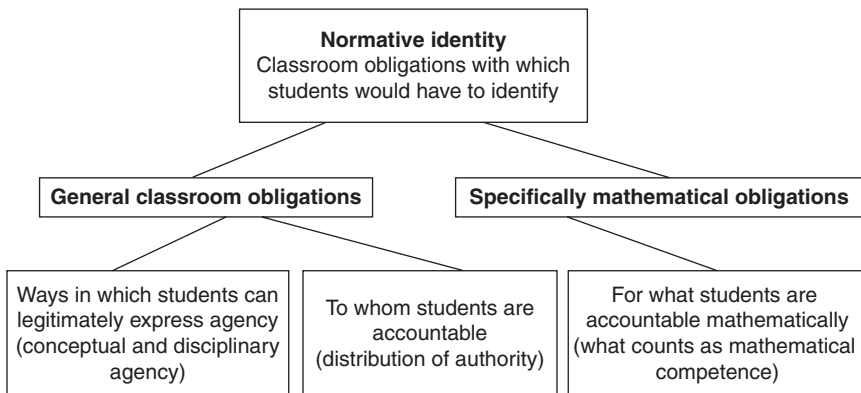 Normative identity
Classroom obligations with which
students would have to identify
General classroom obligations
Specifically mathematical obligations
Ways in which students can
legitimately express agency
(conceptual and disciplinary
agency)
To whom students are
accountable
(distribution of authority)
For what students are
accountable mathematically
(what counts as mathematical
competence)